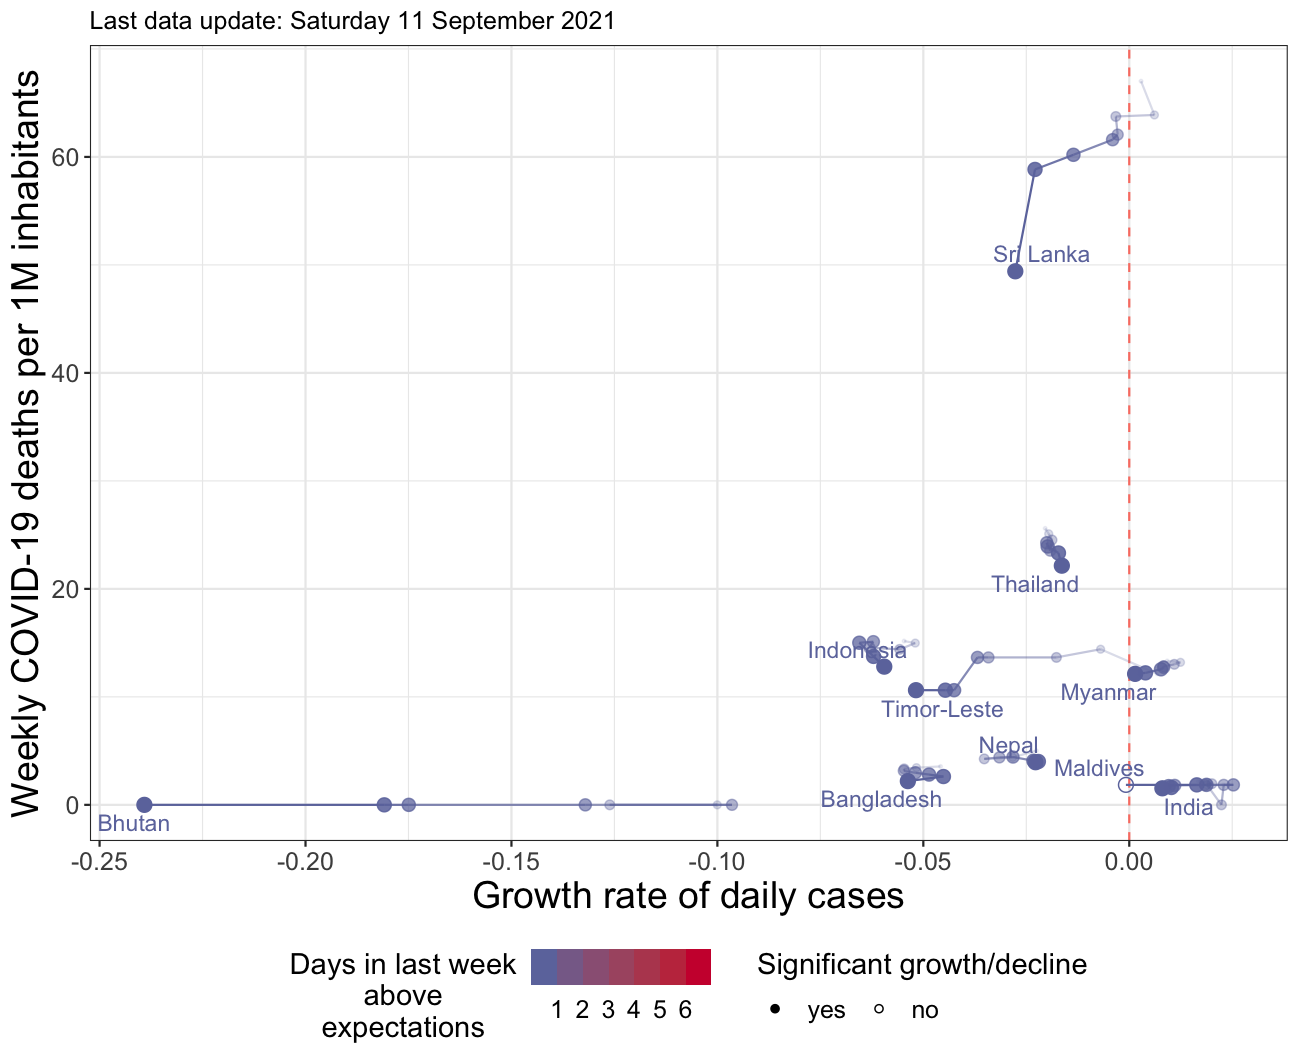 Last data update: Saturday 11 September 2021
Weekly COVID-19 deaths per 1M inhabitants
60
40
20
0
Sri Lanka
Thailand
Indonesia
Myanmar
Timor-Leste
Nepal
Maldives
Bangladesh
India
Bhutan
-0.25 -0.20 -0.15 -0.10 -0.05 0.00
Growth rate of daily cases
Days in last week
above
expectations
1 2 3 4 5 6
Significant growth/decline
yes no